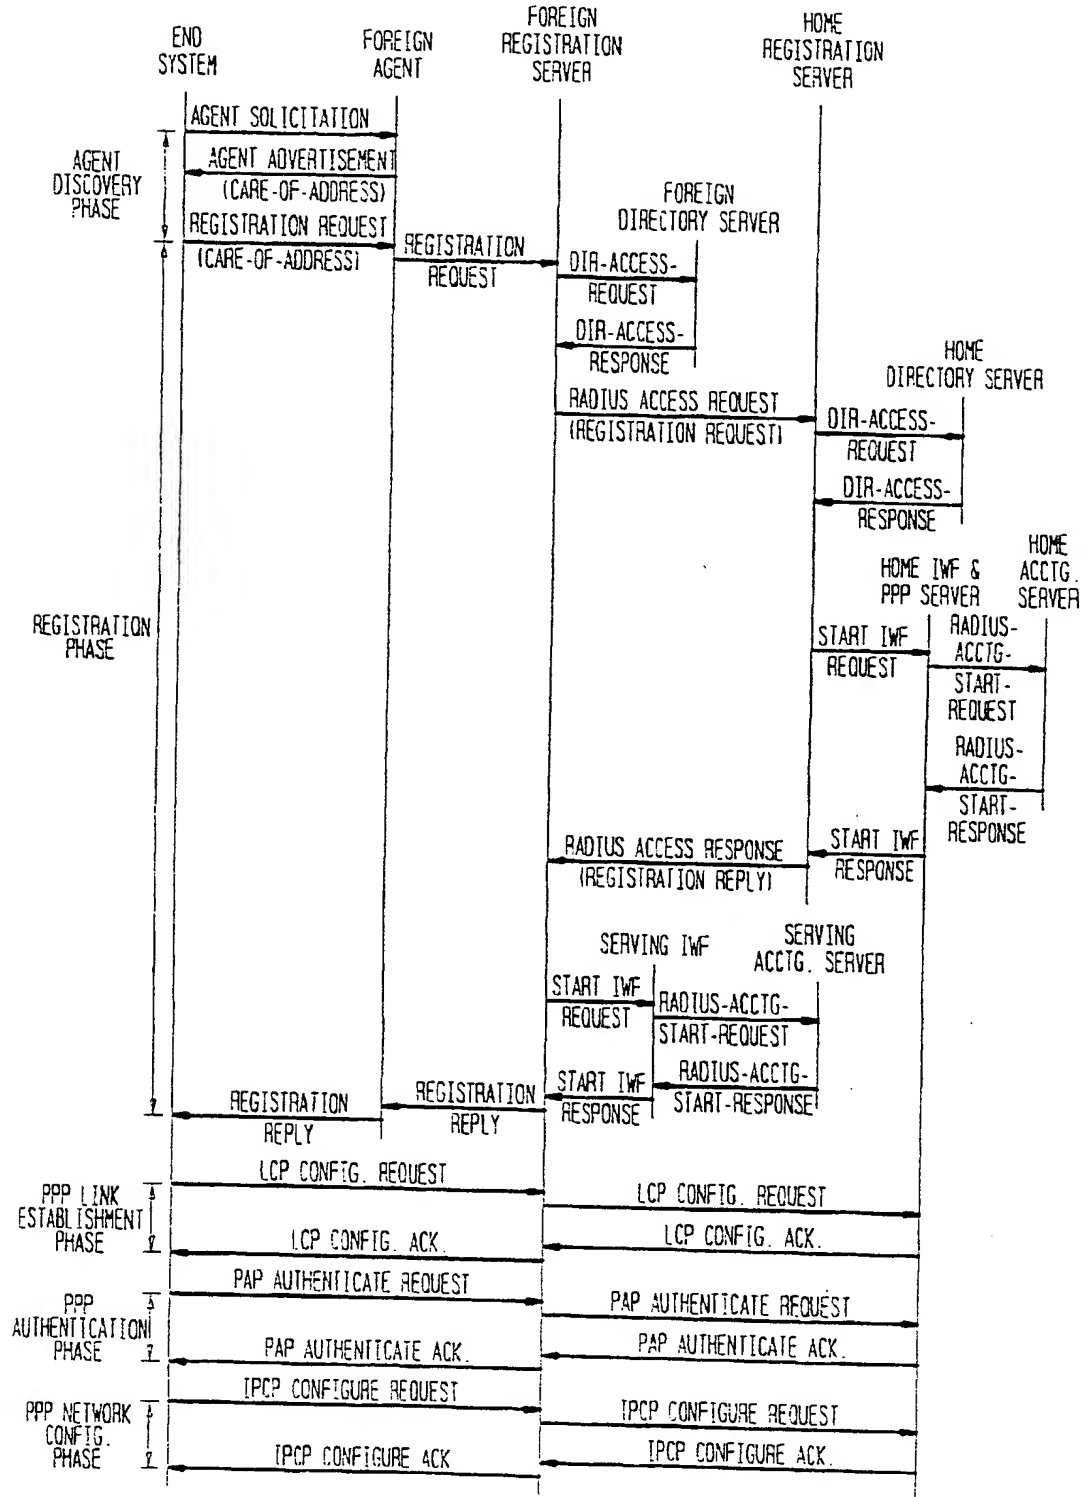 END
SYSTEM
FOREIGN
AGENT
FOREIGN
REGISTRATION
SERVER
HOME
REGISTRATION
SERVER
AGENT SOLICITATION
AGENT
DISCOVERY
PHASE
AGENT ADVERTISEMENT
(CARE-OF-ADDRESS)
FOREIGN
DIRECTORY SERVER
REGISTRATION REQUEST
(CARE-OF-ADDRESS)
REGISTRATION
REQUEST
DIR-ACCESS-
REQUEST
DIR-ACCESS-
RESPONSE
HOME
DIRECTORY SERVER
RADIUS ACCESS REQUEST
(REGISTRATION REQUEST)
DIR-ACCESS-
REQUEST
DIR-ACCESS-
RESPONSE
HOME IWF &
PPP SERVER
HOME
ACCTG.
SERVER
REGISTRATION
PHASE
START IWF
REQUEST
RADIUS-
ACCTG-
START-
REQUEST
RADIUS-
ACCTG-
START-
RESPONSE
START IWF
RESPONSE
RADIUS ACCESS RESPONSE
(REGISTRATION REPLY)
SERVING IWF
SERVING
ACCTG. SERVER
START IWF
REQUEST
RADIUS-ACCTG-
START-REQUEST
RADIUS-ACCTG-
START-RESPONSE
START IWF
RESPONSE
REGISTRATION
REPLY
REGISTRATION
REPLY
LCP CONFIG. REQUEST
PPP LINK
ESTABLISHMENT
PHASE
LCP CONFIG. REQUEST
LCP CONFIG. ACK.
LCP CONFIG. ACK.
PAP AUTHENTICATE REQUEST
PPP
AUTHENTICATION
PHASE
PAP AUTHENTICATE REQUEST
PAP AUTHENTICATE ACK.
PAP AUTHENTICATE ACK.
IPCP CONFIGURE REQUEST
PPP NETWORK
CONFIG.
PHASE
IPCP CONFIGURE REQUEST
IPCP CONFIGURE ACK.
IPCP CONFIGURE ACK